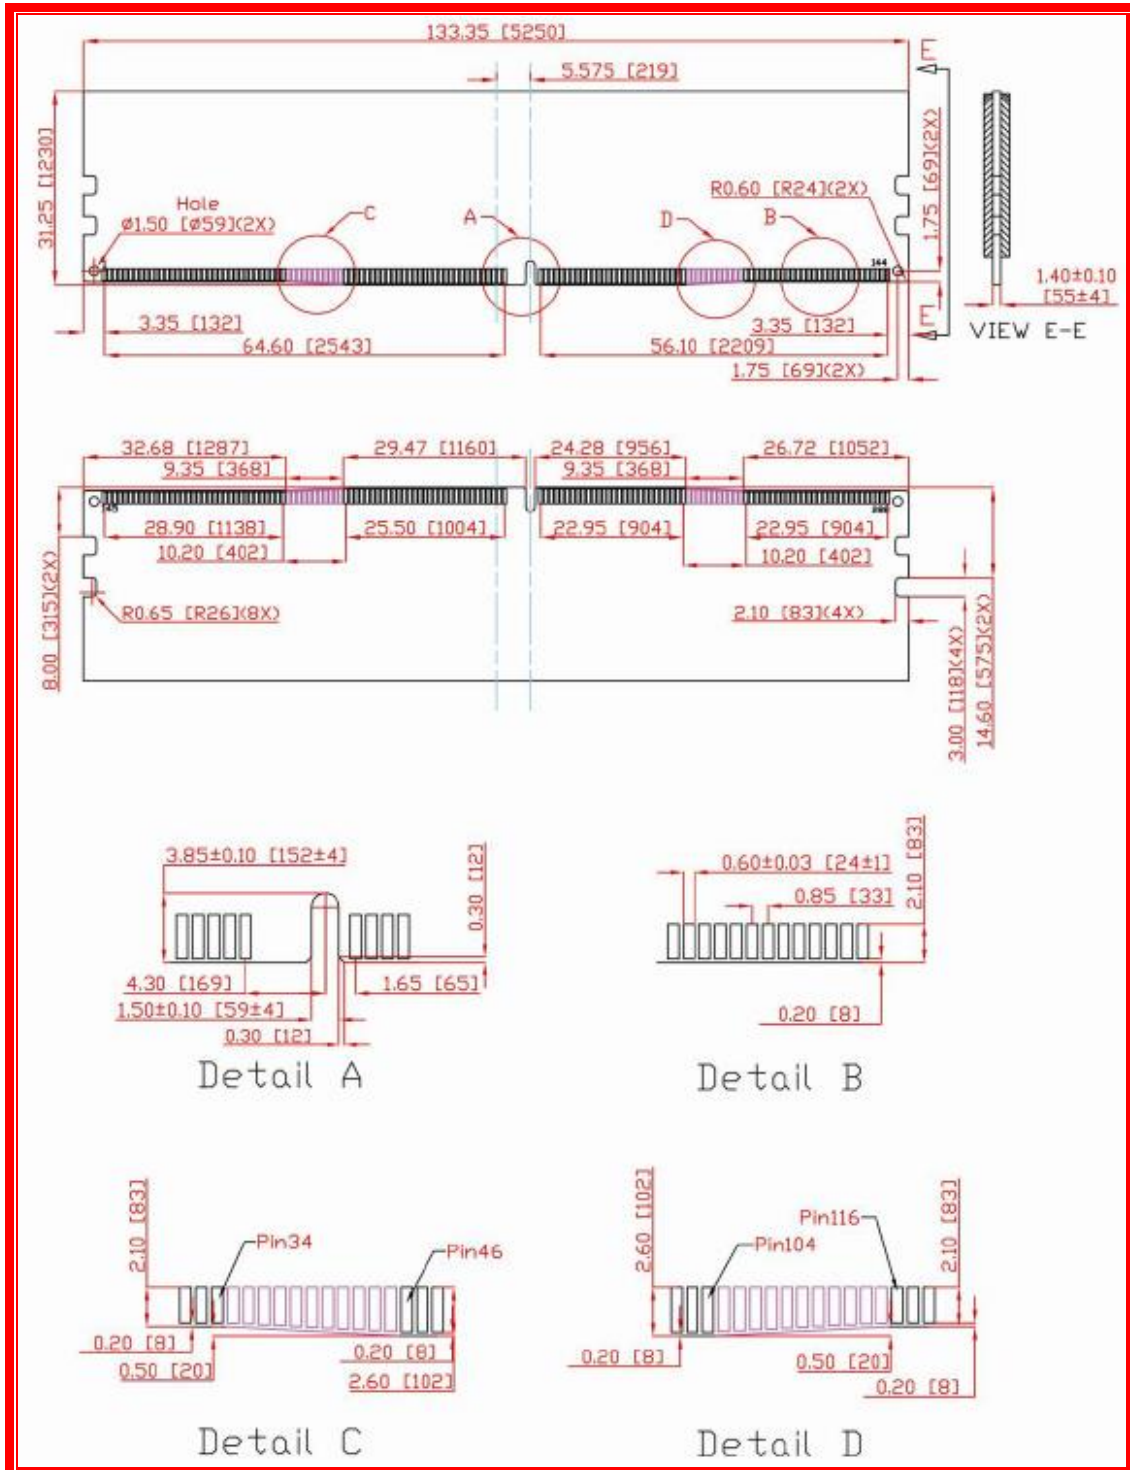 133.35 [5250]
5.575 [219]
E
31.25 [1230]
Hole
Ø1.50 [Ø59](2X)
C
A
D
B
R0.60 [R24](2X)
1.75 [69](2X)
144
1.40±0.10
[55±4]
VIEW E-E
E
3.35 [132]
3.35 [132]
64.60 [2543]
56.10 [2209]
1.75 [69](2X)
32.68 [1287]
29.47 [1160]
24.28 [956]
26.72 [1052]
9.35 [368]
9.35 [368]
145
288
28.90 [1138]
25.50 [1004]
22.95 [904]
22.95 [904]
10.20 [402]
10.20 [402]
8.00 [315](2X)
R0.65 [R26](8X)
2.10 [83](4X)
3.00 [118](4X)
14.60 [575](2X)
3.85±0.10 [152±4]
0.30 [12]
4.30 [169]
1.65 [65]
1.50±0.10 [59±4]
0.30 [12]
Detail A
0.60±0.03 [24±1]
0.85 [33]
2.10 [83]
0.20 [8]
Detail B
2.10 [83]
Pin34
Pin46
0.20 [8]
0.50 [20]
0.20 [8]
2.60 [102]
Detail C
2.60 [102]
Pin116
Pin104
2.10 [83]
0.20 [8]
0.50 [20]
0.20 [8]
Detail D